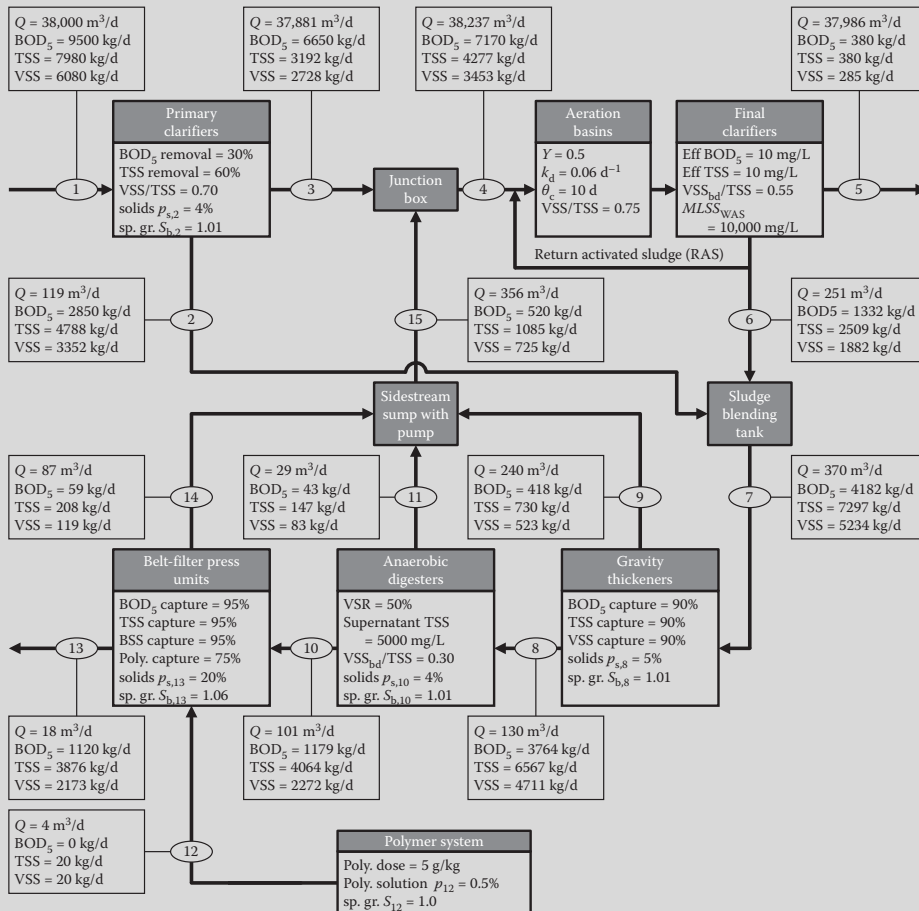 Q = 38,000 m³/d
BOD₅ = 9500 kg/d
TSS = 7980 kg/d
VSS = 6080 kg/d
Q = 37,881 m³/d
BOD₅ = 6650 kg/d
TSS = 3192 kg/d
VSS = 2728 kg/d
Q = 38,237 m³/d
BOD₅ = 7170 kg/d
TSS = 4277 kg/d
VSS = 3453 kg/d
Q = 37,986 m³/d
BOD₅ = 380 kg/d
TSS = 380 kg/d
VSS = 285 kg/d
1
Primary
clarifiers
BOD₅ removal = 30%
TSS removal = 60%
VSS/TSS = 0.70
solids pₛ,₂ = 4%
sp. gr. S_b,2 = 1.01
3
Junction
box
4
Aeration
basins
Y = 0.5
k_d = 0.06 d⁻¹
θ_c = 10 d
VSS/TSS = 0.75
Final
clarifiers
Eff BOD₅ = 10 mg/L
Eff TSS = 10 mg/L
VSS_bd/TSS = 0.55
MLSS_WAS
= 10,000 mg/L
5
Return activated sludge (RAS)
Q = 119 m³/d
BOD₅ = 2850 kg/d
TSS = 4788 kg/d
VSS = 3352 kg/d
2
15
Q = 356 m³/d
BOD₅ = 520 kg/d
TSS = 1085 kg/d
VSS = 725 kg/d
6
Q = 251 m³/d
BOD5 = 1332 kg/d
TSS = 2509 kg/d
VSS = 1882 kg/d
Sidestream
sump with
pump
Sludge
blending
tank
Q = 87 m³/d
BOD₅ = 59 kg/d
TSS = 208 kg/d
VSS = 119 kg/d
14
Q = 29 m³/d
BOD₅ = 43 kg/d
TSS = 147 kg/d
VSS = 83 kg/d
11
Q = 240 m³/d
BOD₅ = 418 kg/d
TSS = 730 kg/d
VSS = 523 kg/d
9
7
Q = 370 m³/d
BOD₅ = 4182 kg/d
TSS = 7297 kg/d
VSS = 5234 kg/d
13
Belt-filter press
units
BOD₅ capture = 95%
TSS capture = 95%
BSS capture = 95%
Poly. capture = 75%
solids p_s,13 = 20%
sp. gr. S_b,13 = 1.06
10
Anaerobic
digesters
VSR = 50%
Supernatant TSS
= 5000 mg/L
VSS_bd/TSS = 0.30
solids p_s,10 = 4%
sp. gr. S_b,10 = 1.01
8
Gravity
thickeners
BOD₅ capture = 90%
TSS capture = 90%
VSS capture = 90%
solids p_s,8 = 5%
sp. gr. S_b,8 = 1.01
Q = 18 m³/d
BOD₅ = 1120 kg/d
TSS = 3876 kg/d
VSS = 2173 kg/d
Q = 101 m³/d
BOD₅ = 1179 kg/d
TSS = 4064 kg/d
VSS = 2272 kg/d
Q = 130 m³/d
BOD₅ = 3764 kg/d
TSS = 6567 kg/d
VSS = 4711 kg/d
Q = 4 m³/d
BOD₅ = 0 kg/d
TSS = 20 kg/d
VSS = 20 kg/d
12
Polymer system
Poly. dose = 5 g/kg
Poly. solution p₁₂ = 0.5%
sp. gr. S₁₂ = 1.0